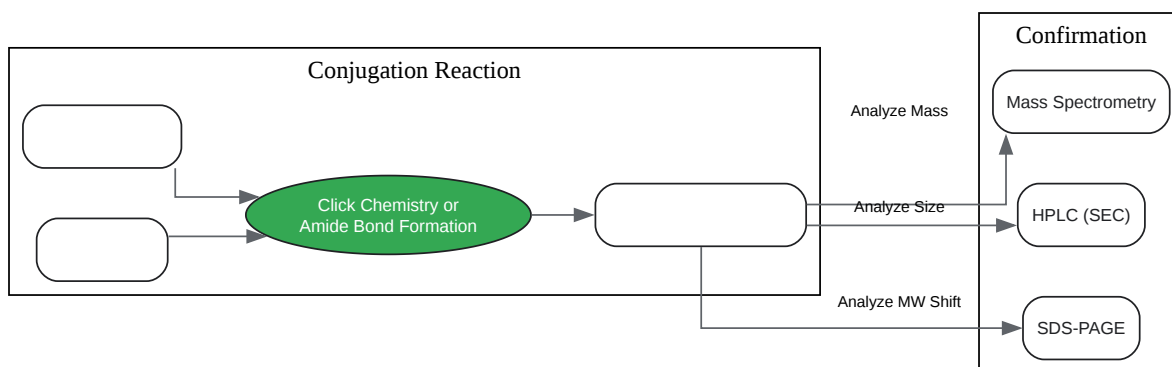 Confirmation
Conjugation Reaction
Mass Spectrometry
Analyze Mass
Click Chemistry or
Amide Bond Formation
Analyze Size
HPLC (SEC)
Analyze MW Shift
SDS-PAGE